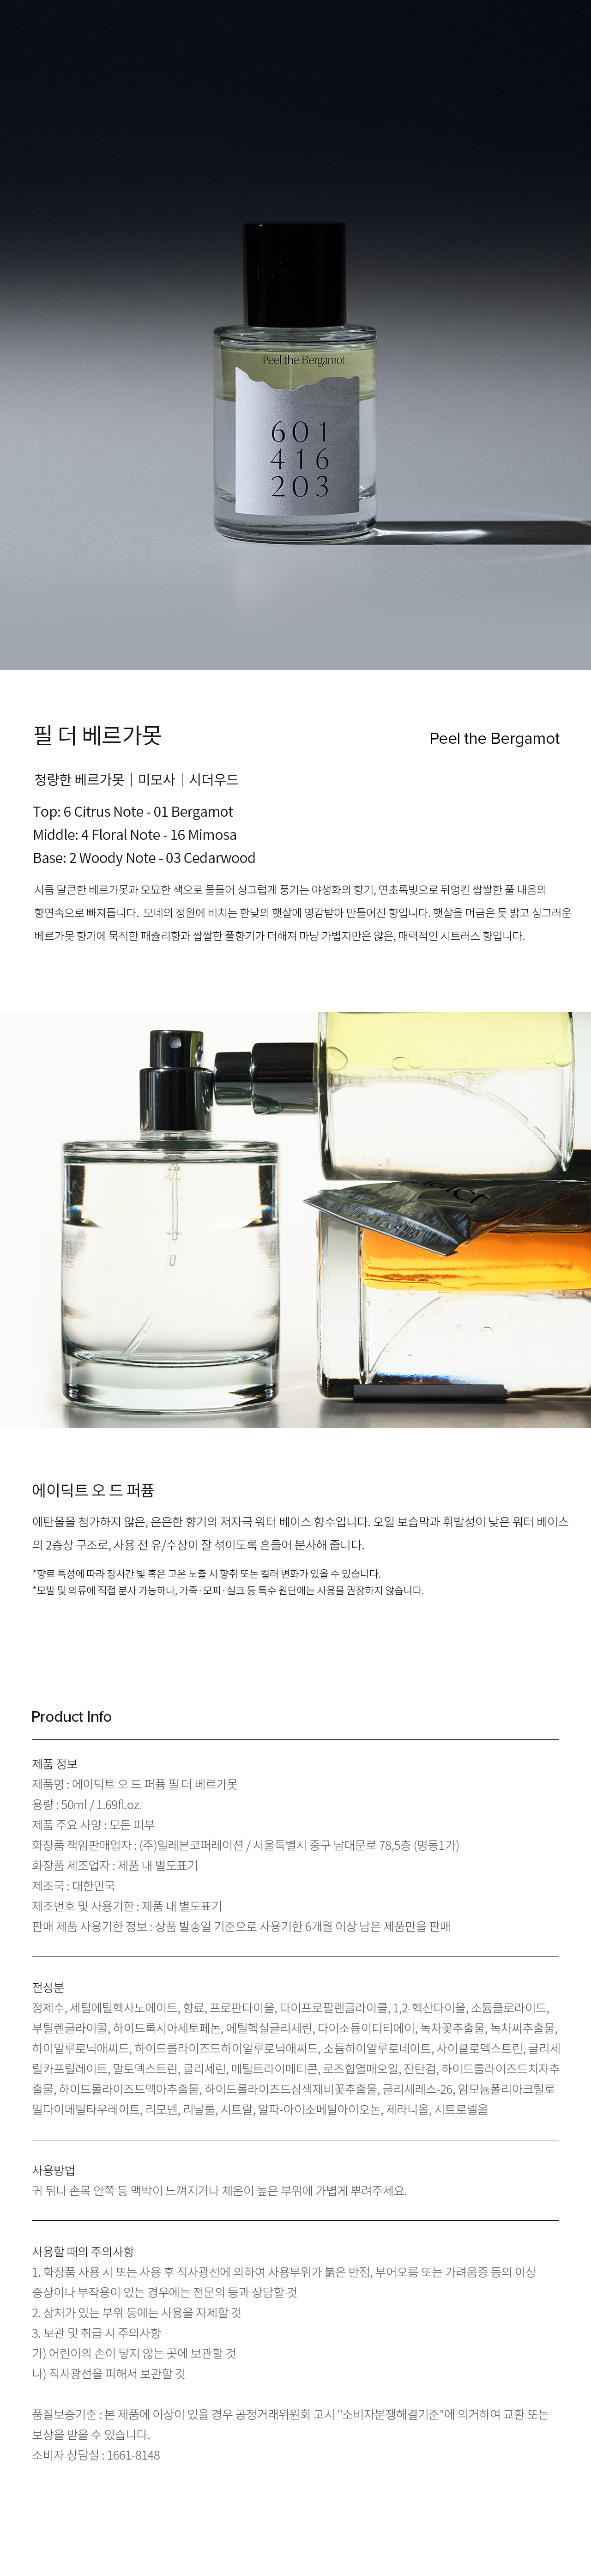 Peel the Bergamot
601
416
203
필 더 베르가못
Peel the Bergamot
청량한 베르가못 | 미모사 | 시더우드
Top: 6 Citrus Note - 01 Bergamot
Middle: 4 Floral Note - 16 Mimosa
Base: 2 Woody Note - 03 Cedarwood
시큼 달큰한 베르가못과 오묘한 색으로 물들어 싱그럽게 풍기는 야생화의 향기, 연초록빛으로 뒤엉킨 쌉쌀한 풀 내음의
향연속으로 빠져듭니다. 모네의 정원에 비치는 한낮의 햇살에 영감받아 만들어진 향입니다. 햇살을 머금은 듯 밝고 싱그러운
베르가못 향기에 묵직한 패츌리향과 쌉쌀한 풀향기가 더해져 마냥 가볍지만은 않은, 매력적인 시트러스 향입니다.
에이딕트 오 드 퍼퓸
에탄올을 첨가하지 않은, 은은한 향기의 저자극 워터 베이스 향수입니다. 오일 보습막과 휘발성이 낮은 워터 베이스
의 2층상 구조로, 사용 전 유/수상이 잘 섞이도록 흔들어 분사해 줍니다.
*향료 특성에 따라 장시간 빛 혹은 고온 노출 시 향취 또는 컬러 변화가 있을 수 있습니다.
*모발 및 의류에 직접 분사 가능하나, 가죽·모피·실크 등 특수 원단에는 사용을 권장하지 않습니다.
Product Info
제품 정보
제품명 : 에이딕트 오 드 퍼퓸 필 더 베르가못
용량 : 50ml / 1.69fl.oz.
제품 주요 사양 : 모든 피부
화장품 책임판매업자 : (주)일레븐코퍼레이션 / 서울특별시 중구 남대문로 78,5층 (명동1가)
화장품 제조업자 : 제품 내 별도표기
제조국 : 대한민국
제조번호 및 사용기한 : 제품 내 별도표기
판매 제품 사용기한 정보 : 상품 발송일 기준으로 사용기한 6개월 이상 남은 제품만을 판매
전성분
정제수, 세틸에틸헥사노에이트, 향료, 프로판다이올, 다이프로필렌글라이콜, 1,2-헥산다이올, 소듐클로라이드,
부틸렌글라이콜, 하이드록시아세토페논, 에틸헥실글리세린, 다이소듐이디티에이, 녹차꽃추출물, 녹차씨추출물,
하이알루로닉애씨드, 하이드롤라이즈드하이알루로닉애씨드, 소듐하이알루로네이트, 사이클로덱스트린, 글리세
릴카프릴레이트, 말토덱스트린, 글리세린, 메틸트라이메티콘, 로즈힙열매오일, 잔탄검, 하이드롤라이즈드치자추
출물, 하이드롤라이즈드맥아추출물, 하이드롤라이즈드삼색제비꽃추출물, 글리세레스-26, 암모늄폴리아크릴로
일다이메틸타우레이트, 리모넨, 리날룰, 시트랄, 알파-아이소메틸아이오논, 제라니올, 시트로넬올
사용방법
귀 뒤나 손목 안쪽 등 맥박이 느껴지거나 체온이 높은 부위에 가볍게 뿌려주세요.
사용할 때의 주의사항
1. 화장품 사용 시 또는 사용 후 직사광선에 의하여 사용부위가 붉은 반점, 부어오름 또는 가려움증 등의 이상
증상이나 부작용이 있는 경우에는 전문의 등과 상담할 것
2. 상처가 있는 부위 등에는 사용을 자제할 것
3. 보관 및 취급 시 주의사항
가) 어린이의 손이 닿지 않는 곳에 보관할 것
나) 직사광선을 피해서 보관할 것
품질보증기준 : 본 제품에 이상이 있을 경우 공정거래위원회 고시 "소비자분쟁해결기준"에 의거하여 교환 또는
보상을 받을 수 있습니다.
소비자 상담실 : 1661-8148